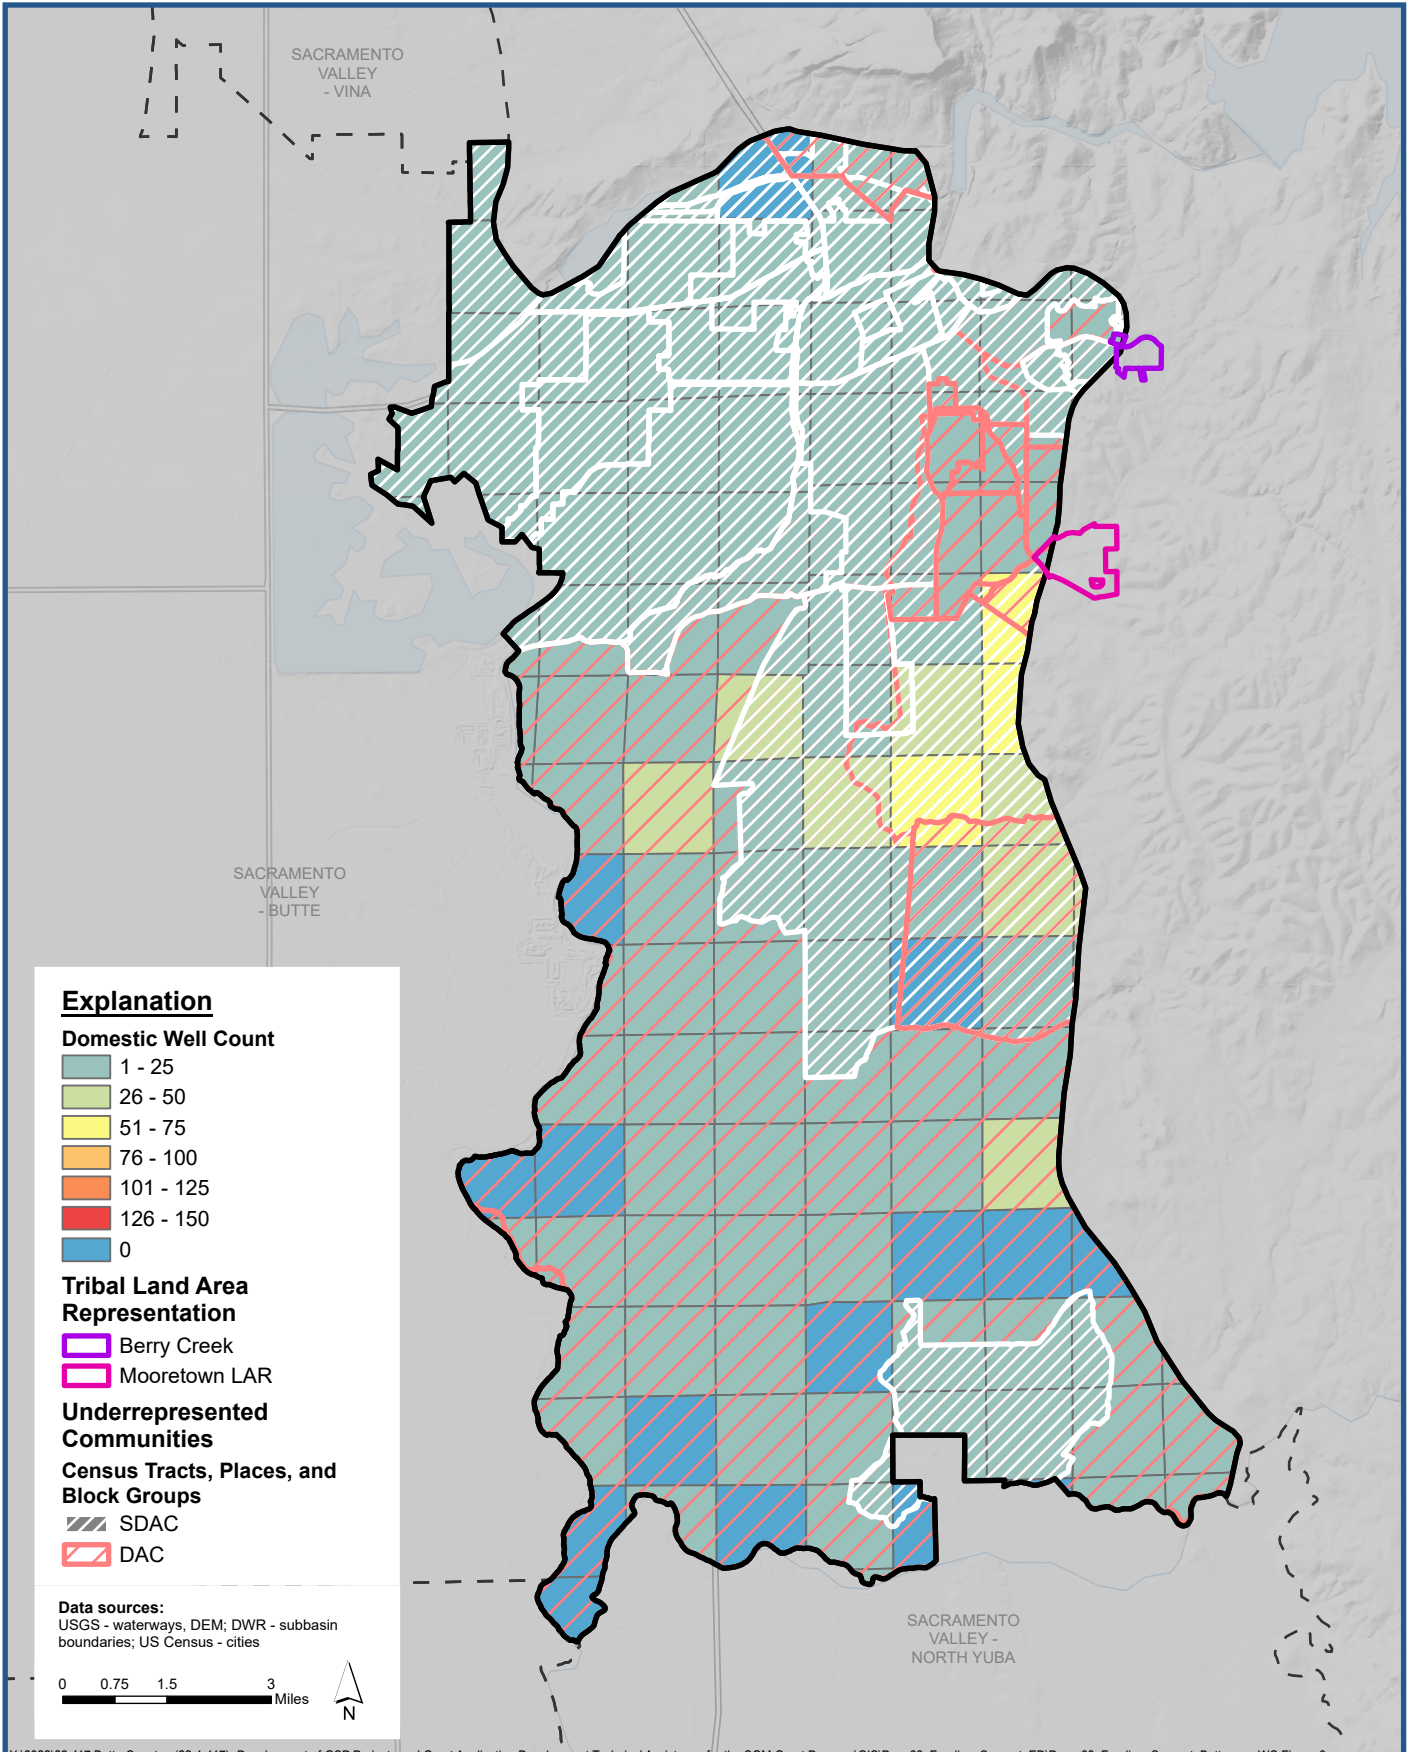 SACRAMENTO
VALLEY
- VINA
SACRAMENTO
VALLEY
- BUTTE
Explanation
Domestic Well Count
1 - 25
26 - 50
51 - 75
76 - 100
101 - 125
126 - 150
0
Tribal Land Area
Representation
Berry Creek
Mooretown LAR
Underrepresented
Communities
Census Tracts, Places, and
Block Groups
SDAC
DAC
Data sources:
USGS - waterways, DEM; DWR - subbasin
boundaries; US Census - cities
0 0.75 1.5 3
Miles
N
SACRAMENTO
VALLEY -
NORTH YUBA